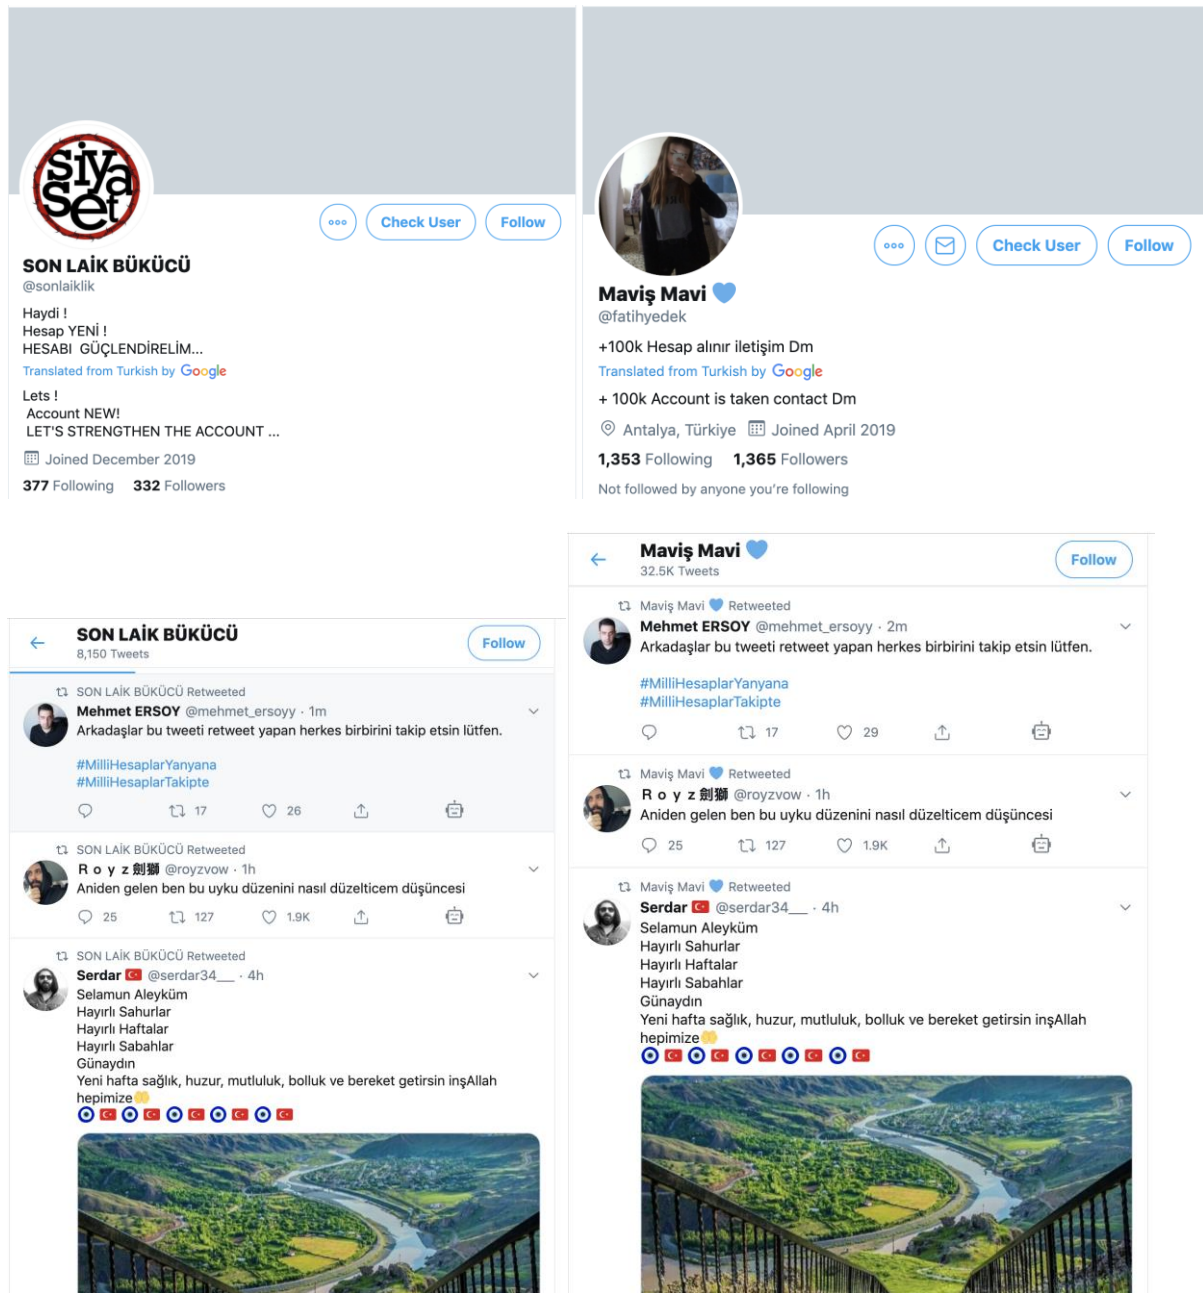 siya
set
Check User
Follow
SON LAİK BÜKÜCÜ
@sonlaiklik
Haydi !
Hesap YENİ !
HESABI GÜÇLENDİRELİM...
Translated from Turkish by Google
Lets !
Account NEW!
LET'S STRENGTHEN THE ACCOUNT ...
Joined December 2019
377 Following 332 Followers
Check User
Follow
Maviş Mavi 💙
@fatihyedek
+100k Hesap alınır iletişim Dm
Translated from Turkish by Google
+ 100k Account is taken contact Dm
Antalya, Türkiye Joined April 2019
1,353 Following 1,365 Followers
Not followed by anyone you're following
SON LAİK BÜKÜCÜ
8,150 Tweets
Follow
SON LAİK BÜKÜCÜ Retweeted
Mehmet ERSOY @mehmet_ersoyy · 1m
Arkadaşlar bu tweeti retweet yapan herkes birbirini takip etsin lütfen.
#MilliHesaplarYanyana
#MilliHesaplarTakipte
17 26
SON LAİK BÜKÜCÜ Retweeted
R o y z 劍獅 @royzvow · 1h
Aniden gelen ben bu uyku düzenini nasıl düzelticem düşüncesi
25 127 1.9K
SON LAİK BÜKÜCÜ Retweeted
Serdar 🇹🇷 @serdar34__ · 4h
Selamun Aleyküm
Hayırlı Sahurlar
Hayırlı Haftalar
Hayırlı Sabahlar
Günaydın
Yeni hafta sağlık, huzur, mutluluk, bolluk ve bereket getirsin inşAllah
hepimize🤲
🧿🇹🇷🧿🇹🇷🧿🇹🇷🧿🇹🇷🧿🇹🇷
Maviş Mavi 💙
32.5K Tweets
Follow
Maviş Mavi 💙 Retweeted
Mehmet ERSOY @mehmet_ersoyy · 2m
Arkadaşlar bu tweeti retweet yapan herkes birbirini takip etsin lütfen.
#MilliHesaplarYanyana
#MilliHesaplarTakipte
17 29
Maviş Mavi 💙 Retweeted
R o y z 劍獅 @royzvow · 1h
Aniden gelen ben bu uyku düzenini nasıl düzelticem düşüncesi
25 127 1.9K
Maviş Mavi 💙 Retweeted
Serdar 🇹🇷 @serdar34__ · 4h
Selamun Aleyküm
Hayırlı Sahurlar
Hayırlı Haftalar
Hayırlı Sabahlar
Günaydın
Yeni hafta sağlık, huzur, mutluluk, bolluk ve bereket getirsin inşAllah
hepimize🤲
🧿🇹🇷🧿🇹🇷🧿🇹🇷🧿🇹🇷🧿🇹🇷